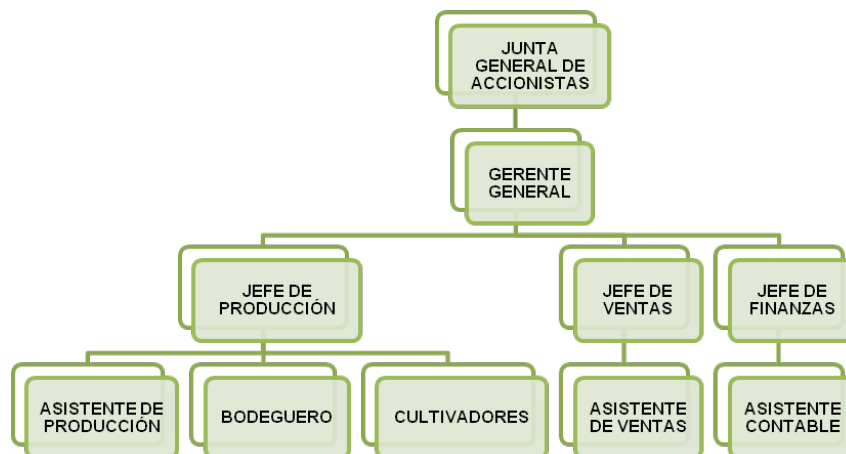 JUNTA
GENERAL DE
ACCIONISTAS
GERENTE
GENERAL
JEFE DE
PRODUCCIÓN
JEFE DE
VENTAS
JEFE DE
FINANZAS
ASISTENTE DE
PRODUCCIÓN
BODEGUERO
CULTIVADORES
ASISTENTE
DE VENTAS
ASISTENTE
CONTABLE